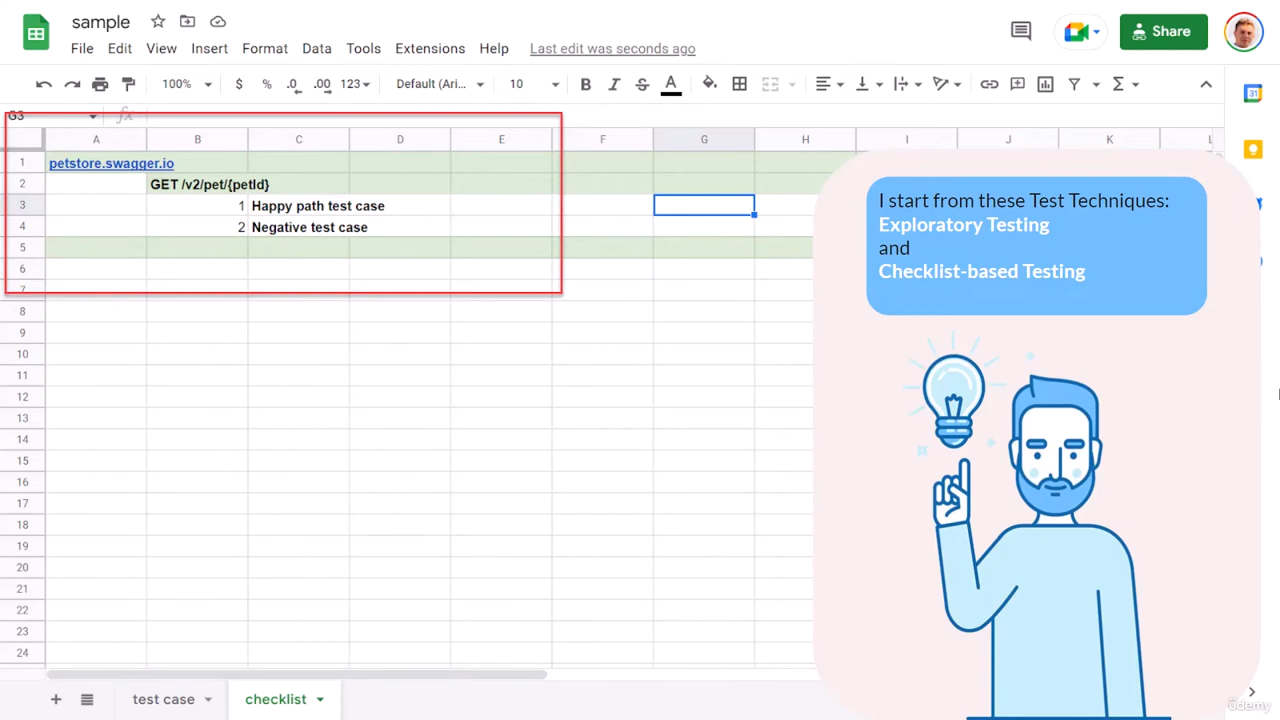 sample
File Edit View Insert Format Data Tools Extensions Help Last edit was seconds ago
Share
100% $ % .0 .00 123 Default (Ari... 10 B I S A Σ
31
G3 fx
A B C D E F G H I J K L
1 petstore.swagger.io
2 GET /v2/pet/{petId}
3 1 Happy path test case
4 2 Negative test case
5
6
7
8
9
10
11
12
13
14
15
16
17
18
19
20
21
22
23
24
I start from these Test Techniques:
Exploratory Testing
and
Checklist-based Testing
+ test case checklist
ûdemy